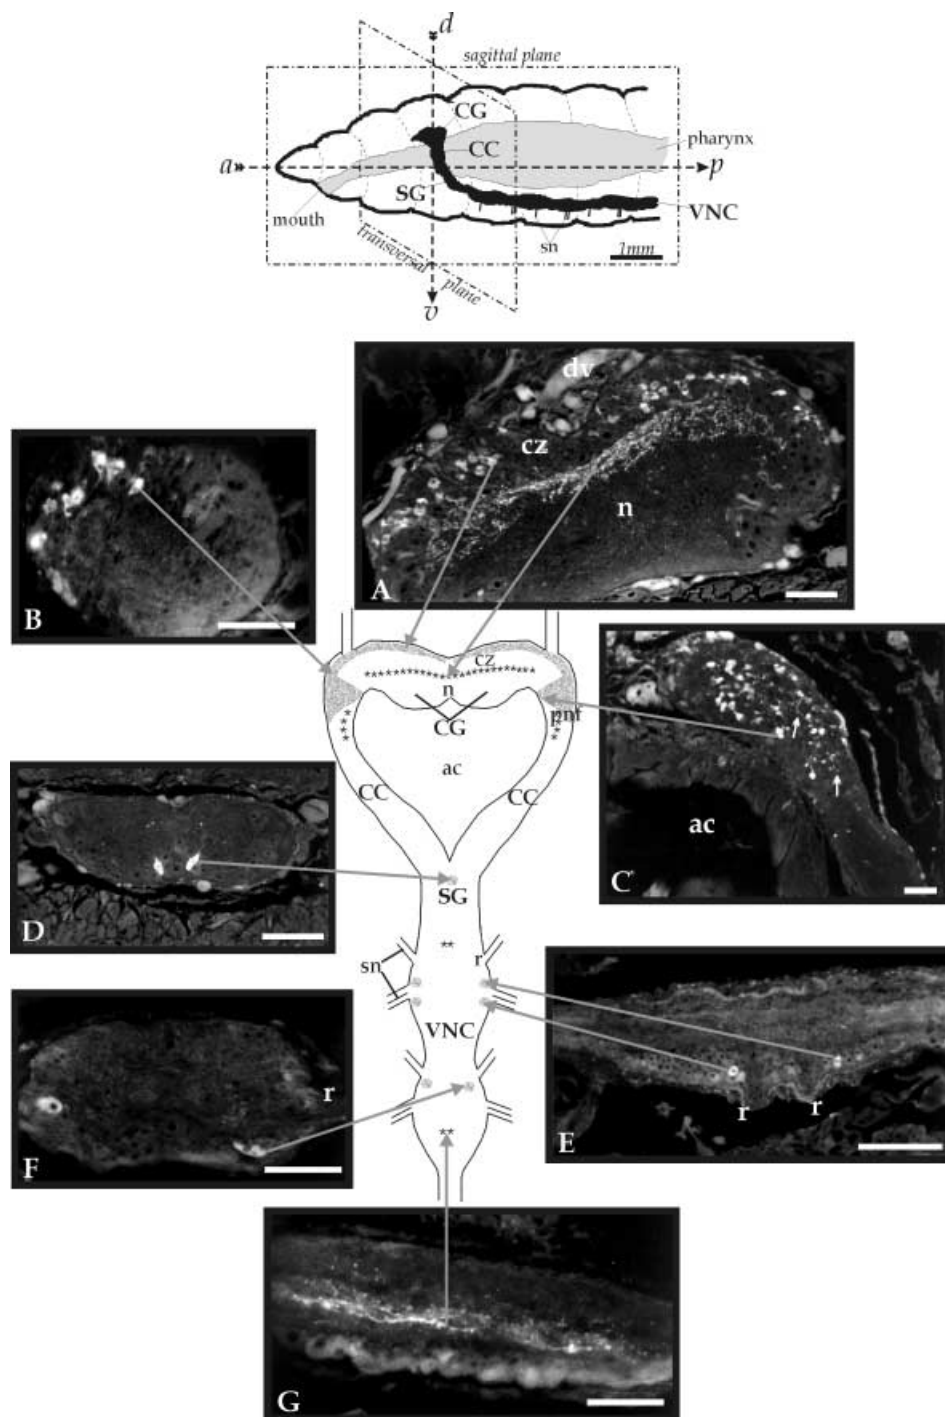 d
sagittal plane
CG
pharynx
CC
a
p
SG
VNC
mouth
sn
1mm
transversal plane
v
dv
cz
n
A
B
cz
n
pnt
CG
ac
CC
CC
ac
C
SG
D
sn
r
VNC
r
r
r
E
F
G